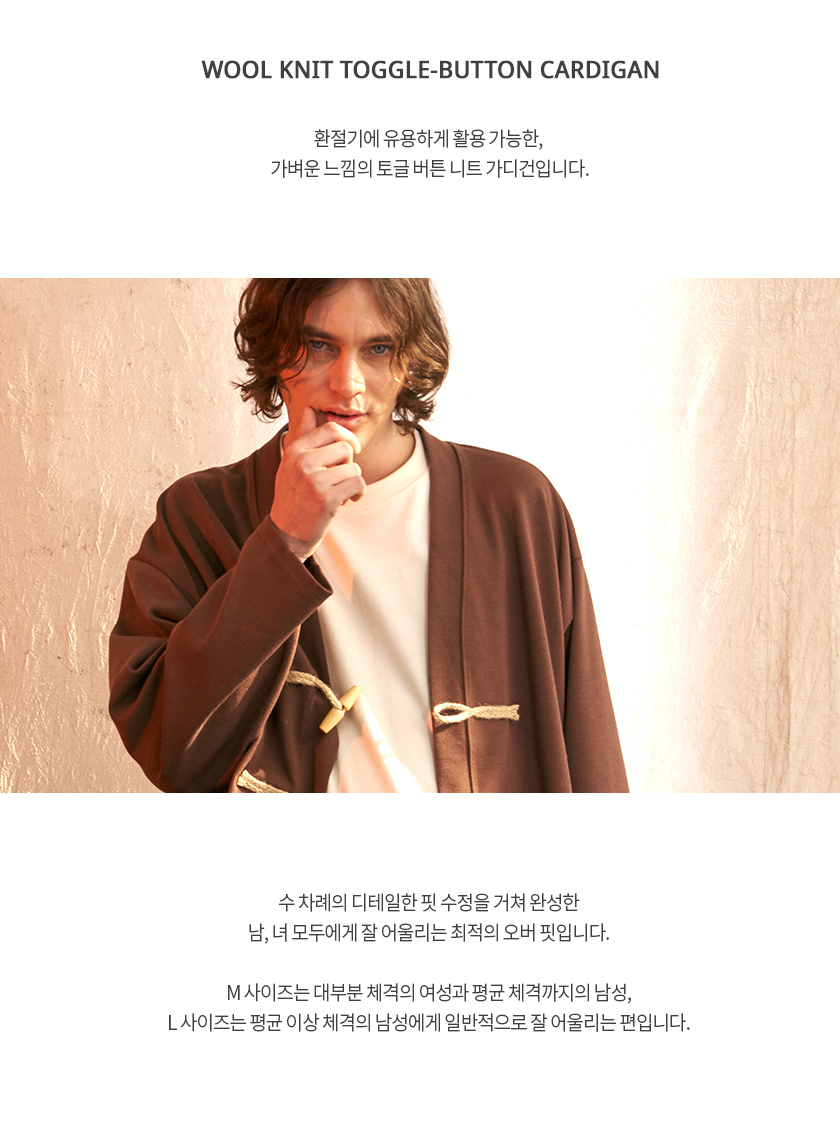 WOOL KNIT TOGGLE-BUTTON CARDIGAN
환절기에 유용하게 활용 가능한,
가벼운 느낌의 토글 버튼 니트 가디건입니다.
수 차례의 디테일한 핏 수정을 거쳐 완성한
남, 녀 모두에게 잘 어울리는 최적의 오버 핏입니다.
M 사이즈는 대부분 체격의 여성과 평균 체격까지의 남성,
L 사이즈는 평균 이상 체격의 남성에게 일반적으로 잘 어울리는 편입니다.